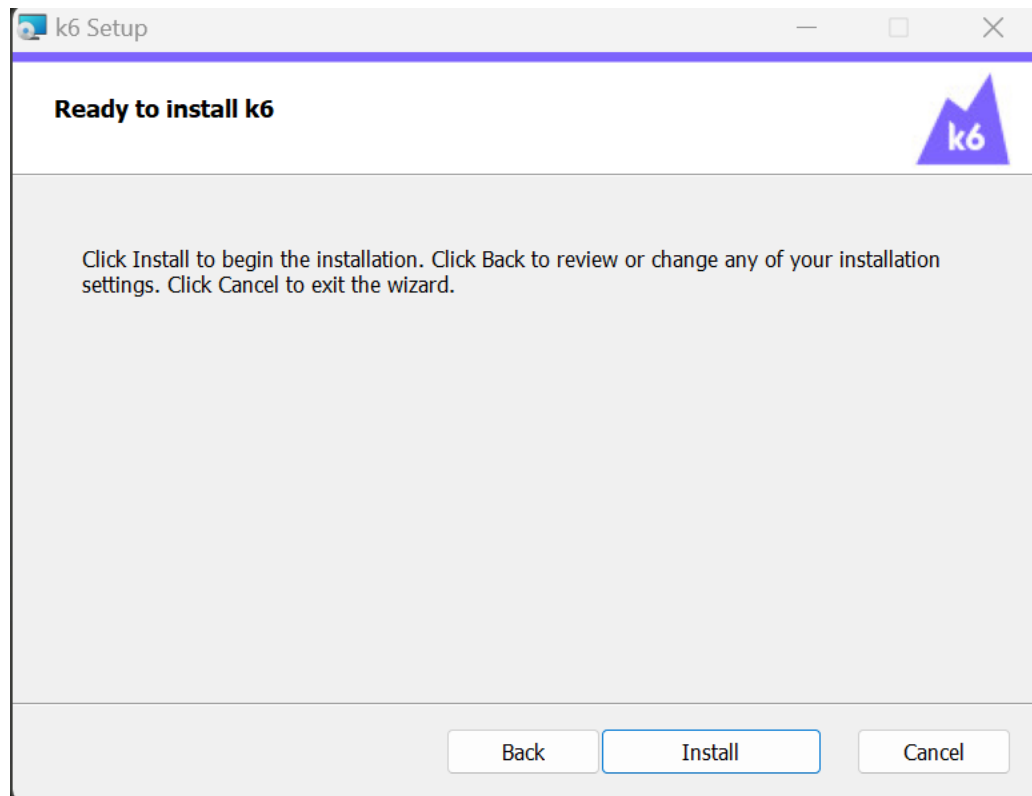 k6 Setup
Ready to install k6
k6
Click Install to begin the installation. Click Back to review or change any of your installation
settings. Click Cancel to exit the wizard.
Back
Install
Cancel